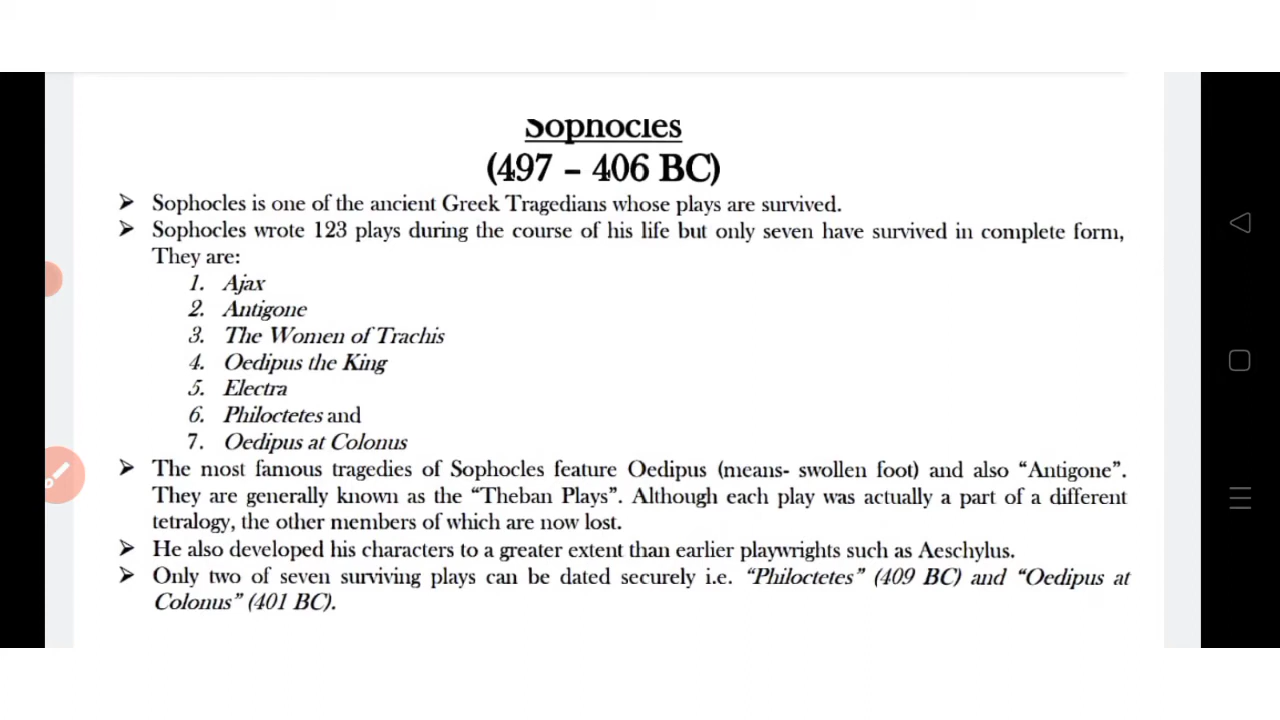 Sophocles
(497 – 406 BC)
➢ Sophocles is one of the ancient Greek Tragedians whose plays are survived.
➢ Sophocles wrote 123 plays during the course of his life but only seven have survived in complete form,
They are:
1. Ajax
2. Antigone
3. The Women of Trachis
4. Oedipus the King
5. Electra
6. Philoctetes and
7. Oedipus at Colonus
➢ The most famous tragedies of Sophocles feature Oedipus (means- swollen foot) and also “Antigone”.
They are generally known as the “Theban Plays”. Although each play was actually a part of a different
tetralogy, the other members of which are now lost.
➢ He also developed his characters to a greater extent than earlier playwrights such as Aeschylus.
➢ Only two of seven surviving plays can be dated securely i.e. “Philoctetes” (409 BC) and “Oedipus at
Colonus” (401 BC).